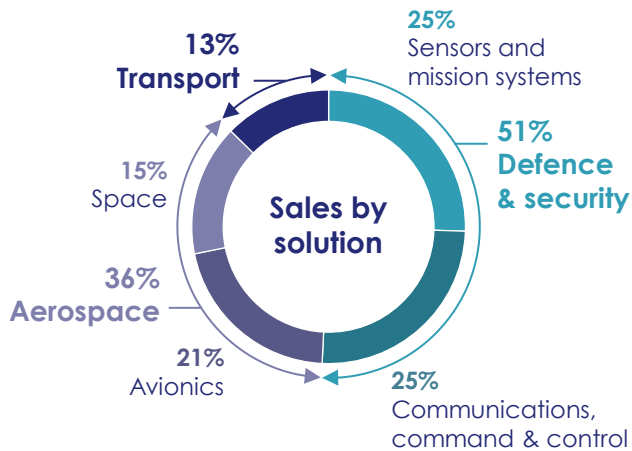 25%
Sensors and
mission systems
13%
Transport
51%
Defence
& security
15%
Space
Sales by
solution
36%
Aerospace
21%
Avionics
25%
Communications,
command & control